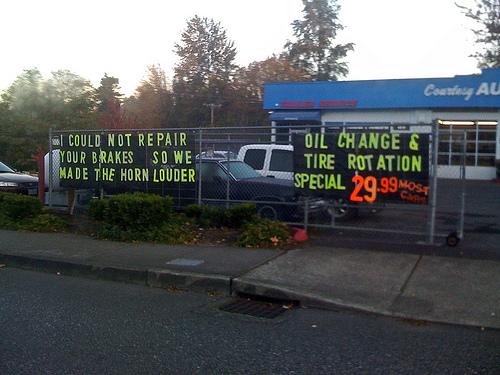 Courtesy AU
I COULD NOT REPAIR
YOUR BRAKES SO WE
MADE THE HORN LOUDER
OIL CHANGE &
TIRE ROTATION
SPECIAL 29.99 MOST
CARS